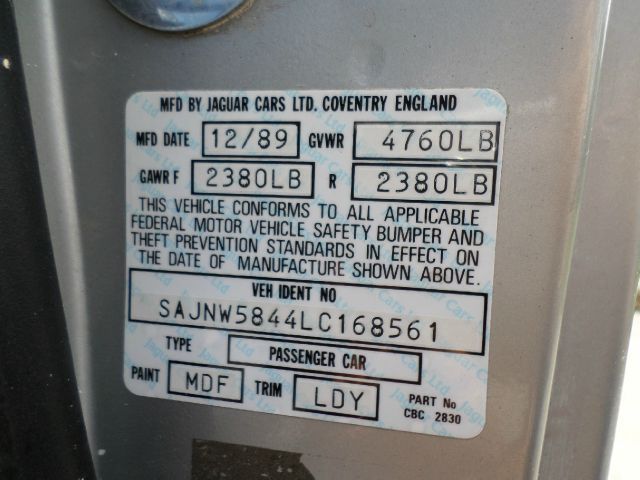 MFD BY JAGUAR CARS LTD. COVENTRY ENGLAND
MFD DATE 12/89 GVWR 4760LB
GAWR F 2380LB R 2380LB
THIS VEHICLE CONFORMS TO ALL APPLICABLE
FEDERAL MOTOR VEHICLE SAFETY BUMPER AND
THEFT PREVENTION STANDARDS IN EFFECT ON
THE DATE OF MANUFACTURE SHOWN ABOVE.
VEH IDENT NO
SAJNW5844LC168561
TYPE PASSENGER CAR
PAINT MDF TRIM LDY PART No
CBC 2830